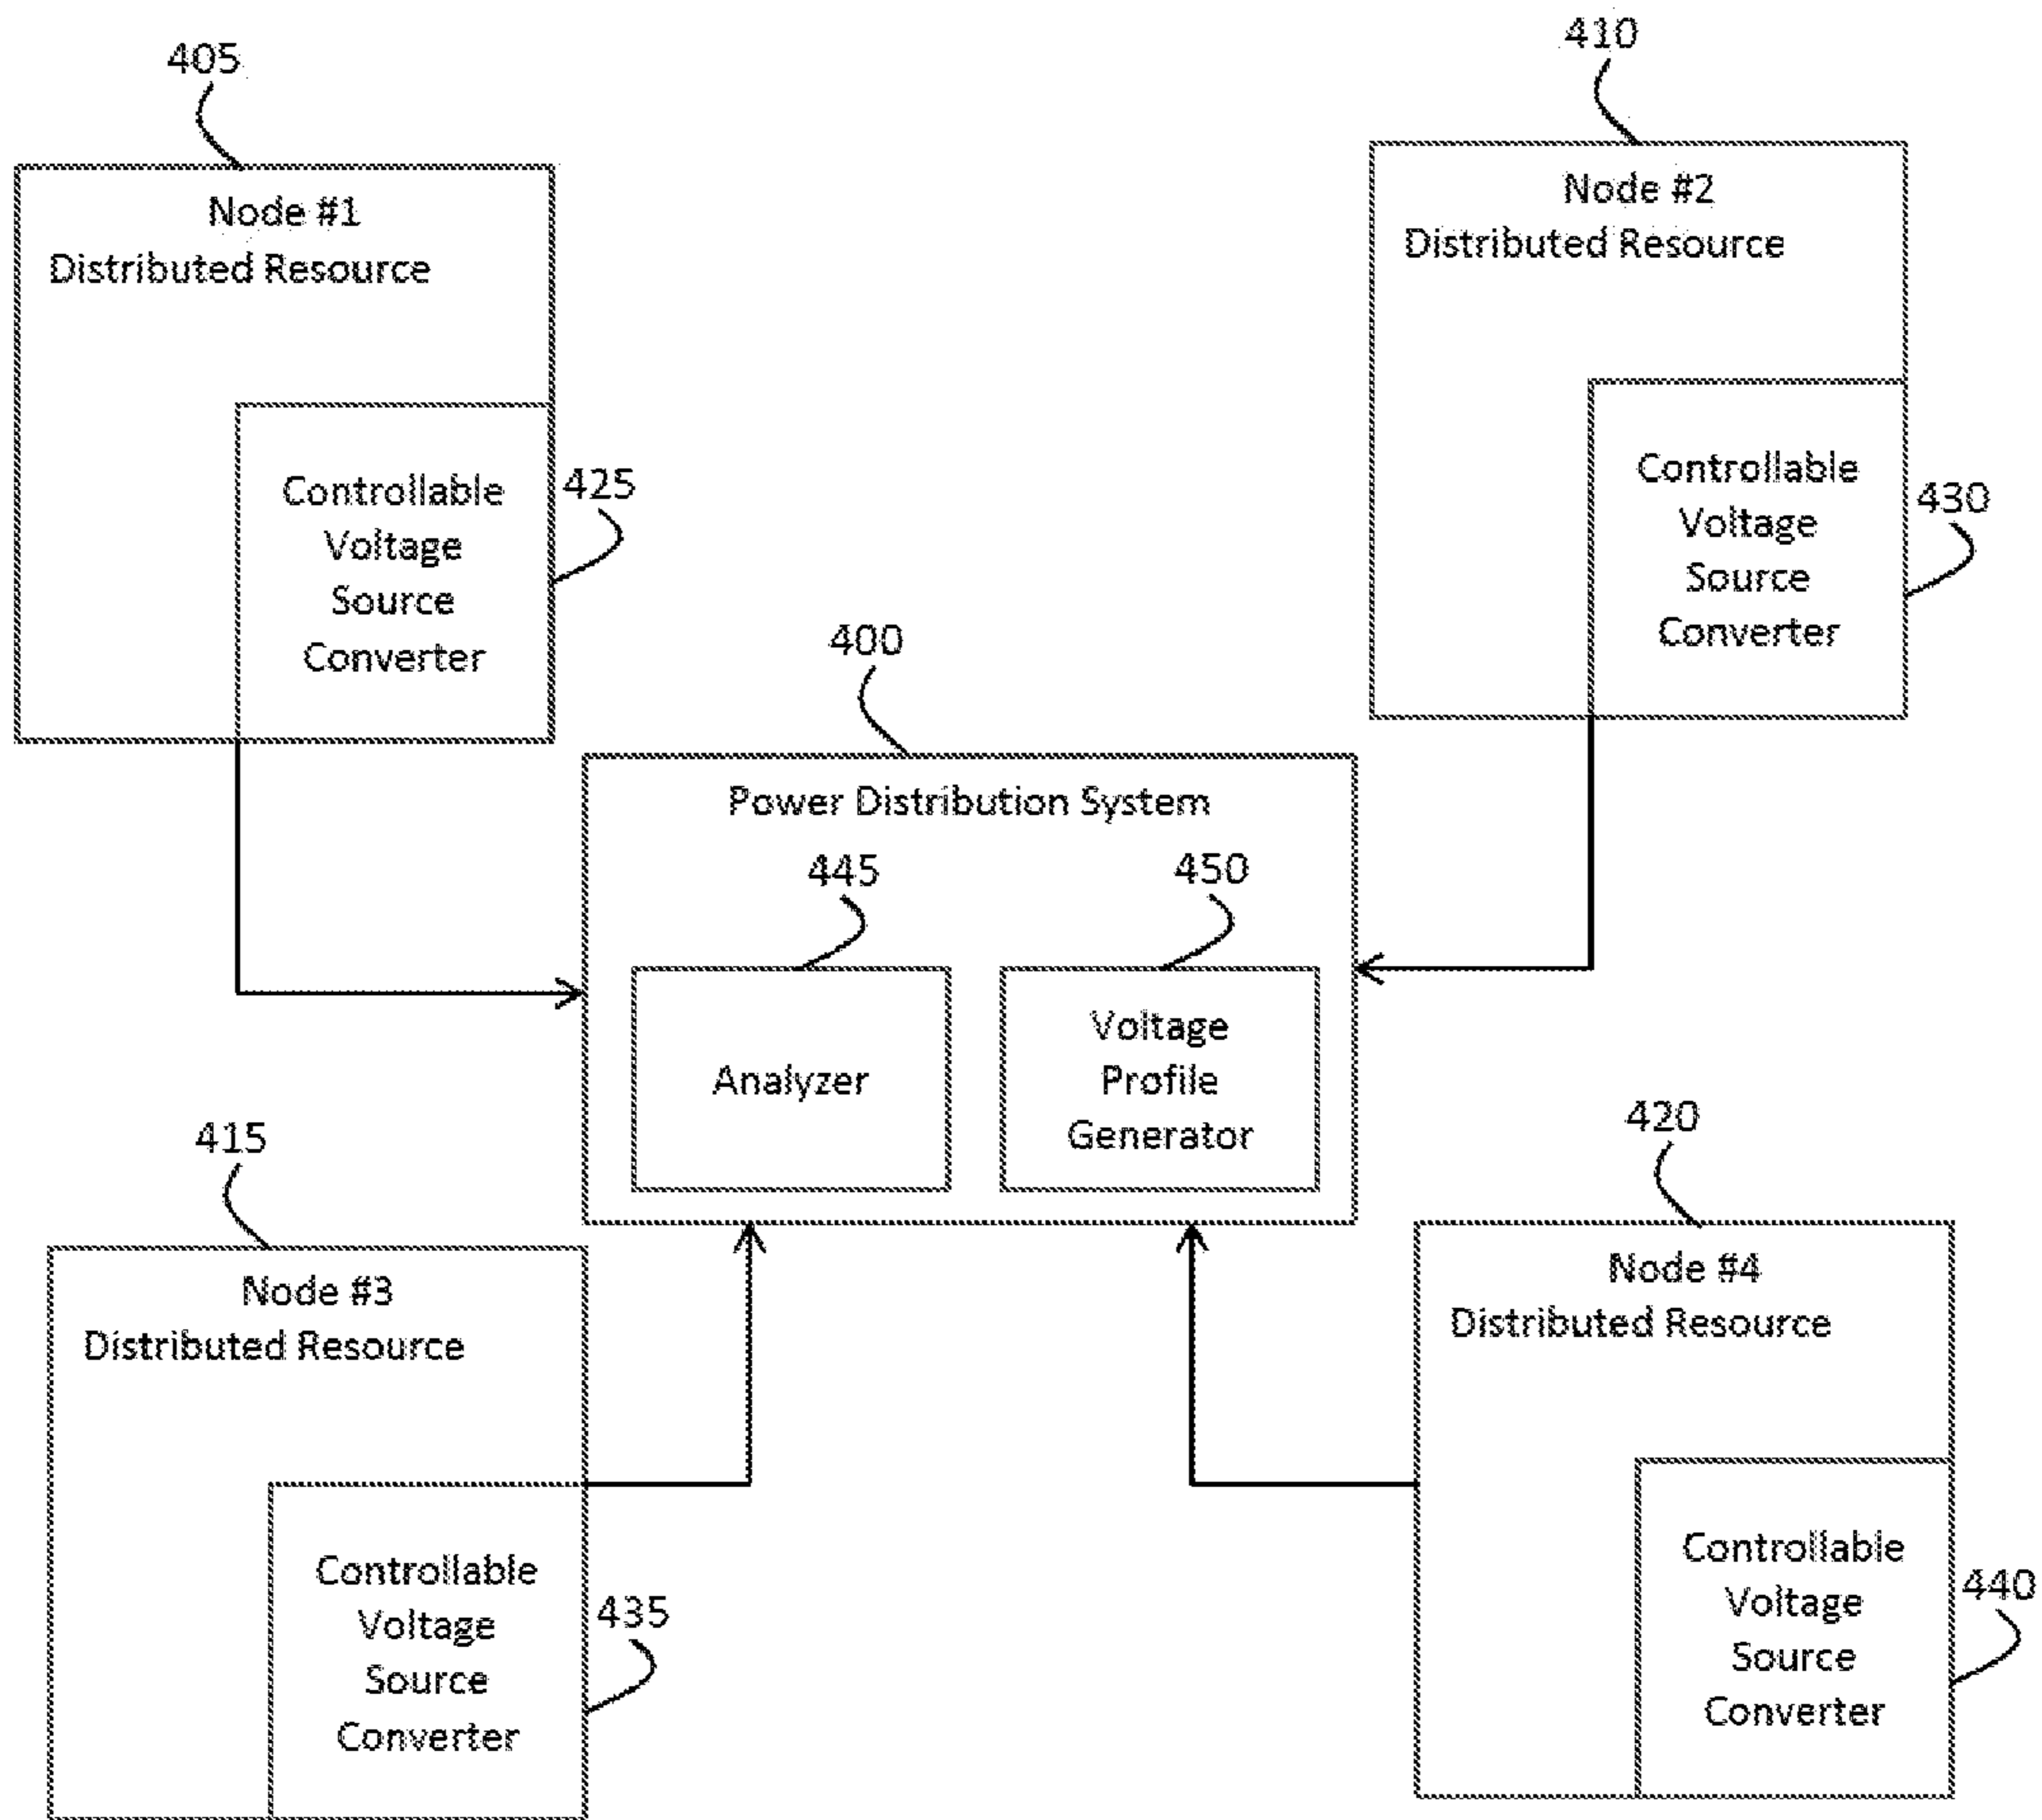 405
Node #1
Distributed Resource
Controllable
Voltage
Source
Converter
425
410
Node #2
Distributed Resource
Controllable
Voltage
Source
Converter
430
400
Power Distribution System
445
Analyzer
450
Voltage
Profile
Generator
415
Node #3
Distributed Resource
Controllable
Voltage
Source
Converter
435
420
Node #4
Distributed Resource
Controllable
Voltage
Source
Converter
440